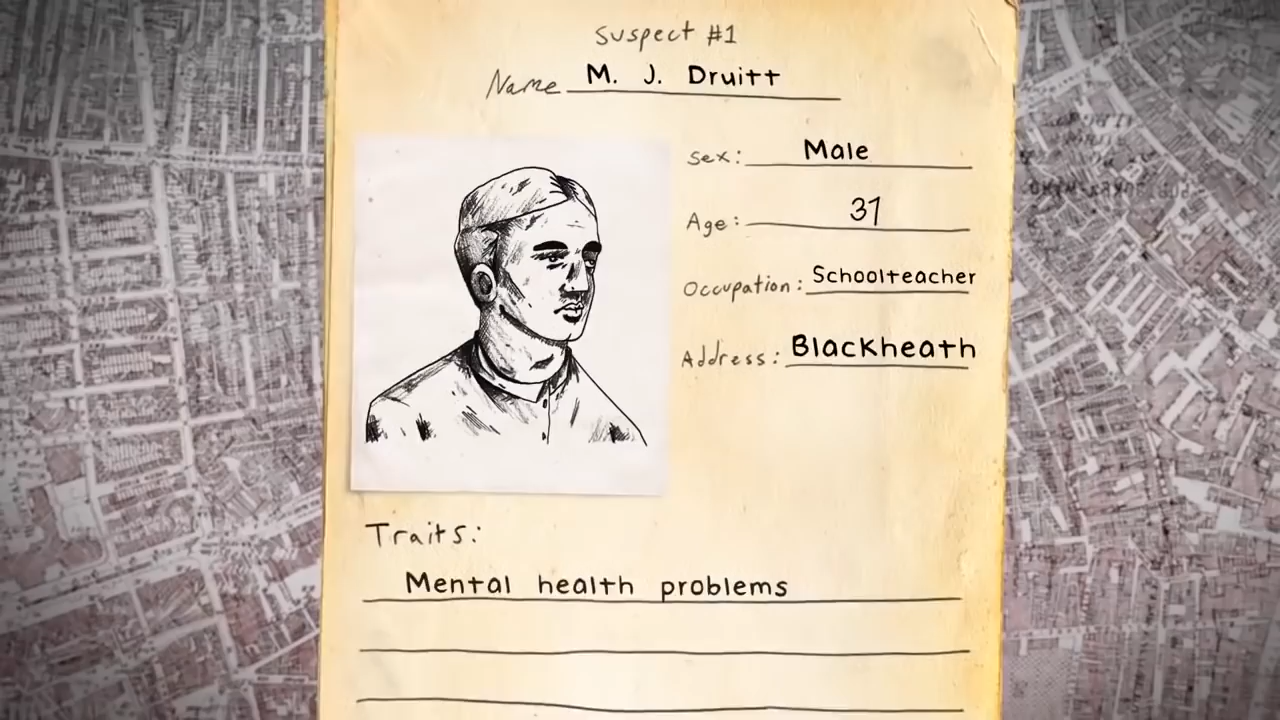 Suspect #1
Name M. J. Druitt
Sex: Male
Age: 31
Occupation: Schoolteacher
Address: Blackheath
Traits:
Mental health problems